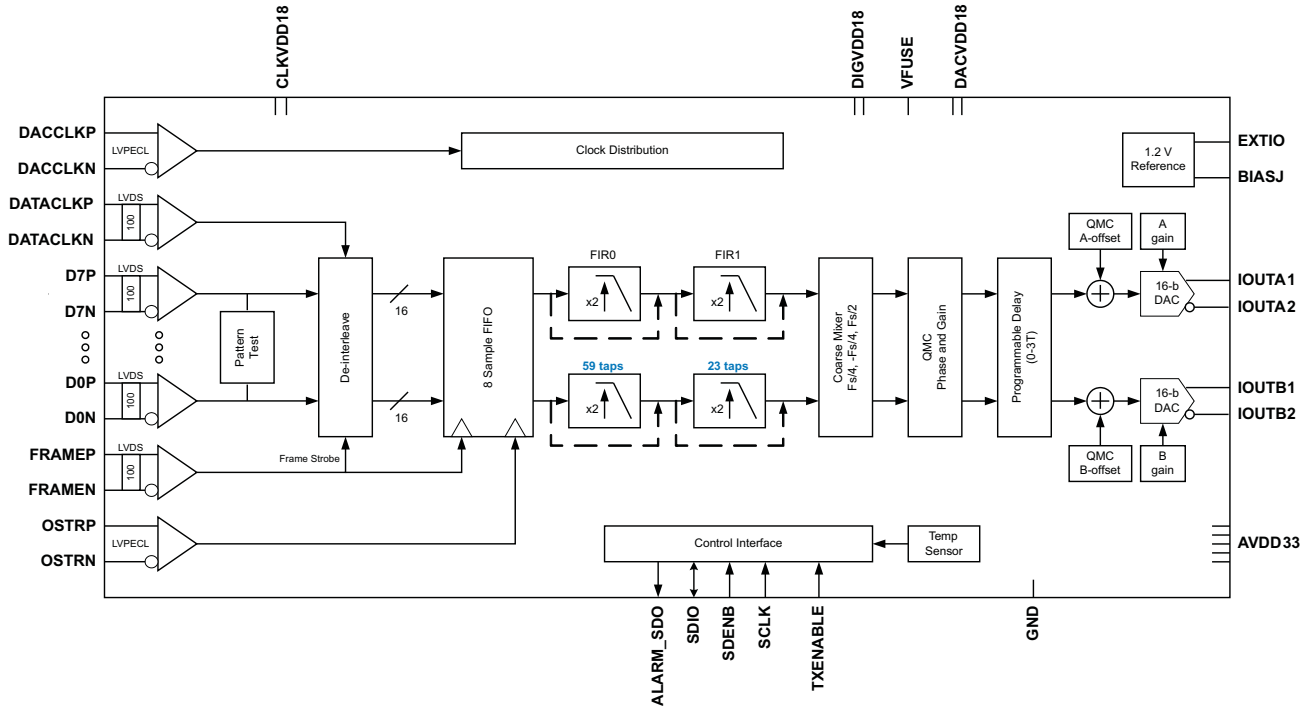 CLKVDD18
DIGVDD18
VFUSE
DACVDD18
DACCLKP
LVPECL
DACCLKN
Clock Distribution
1.2 V
Reference
EXTIO
BIASJ
DATACLKP
LVDS
100
DATACLKN
QMC
A-offset
A
gain
D7P
LVDS
100
D7N
Pattern
Test
De-interleave
16
16
8 Sample FIFO
FIR0
x2
FIR1
x2
59 taps
x2
23 taps
x2
Coarse Mixer
Fs/4, -Fs/4, Fs/2
QMC
Phase and Gain
Programmable Delay
(0-3T)
16-b
DAC
IOUTA1
IOUTA2
D0P
LVDS
100
D0N
16-b
DAC
IOUTB1
IOUTB2
FRAMEP
LVDS
100
FRAMEN
Frame Strobe
QMC
B-offset
B
gain
OSTRP
LVPECL
OSTRN
Control Interface
Temp
Sensor
AVDD33
ALARM_SDO
SDIO
SDENB
SCLK
TXENABLE
GND